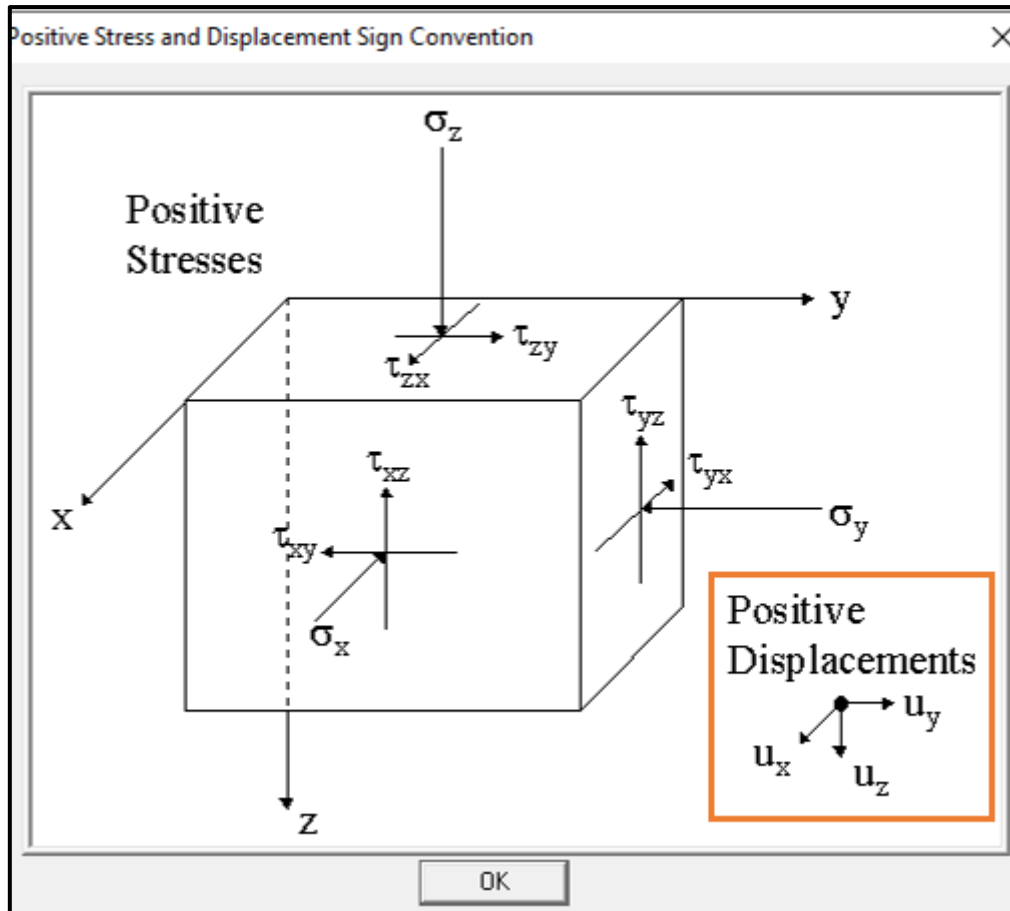 Positive Stress and Displacement Sign Convention
σz
Positive
Stresses
y
τzy
τzx
τyz
τxz
τyx
x
σy
τxy
Positive
Displacements
σx
uy
ux
uz
z
OK